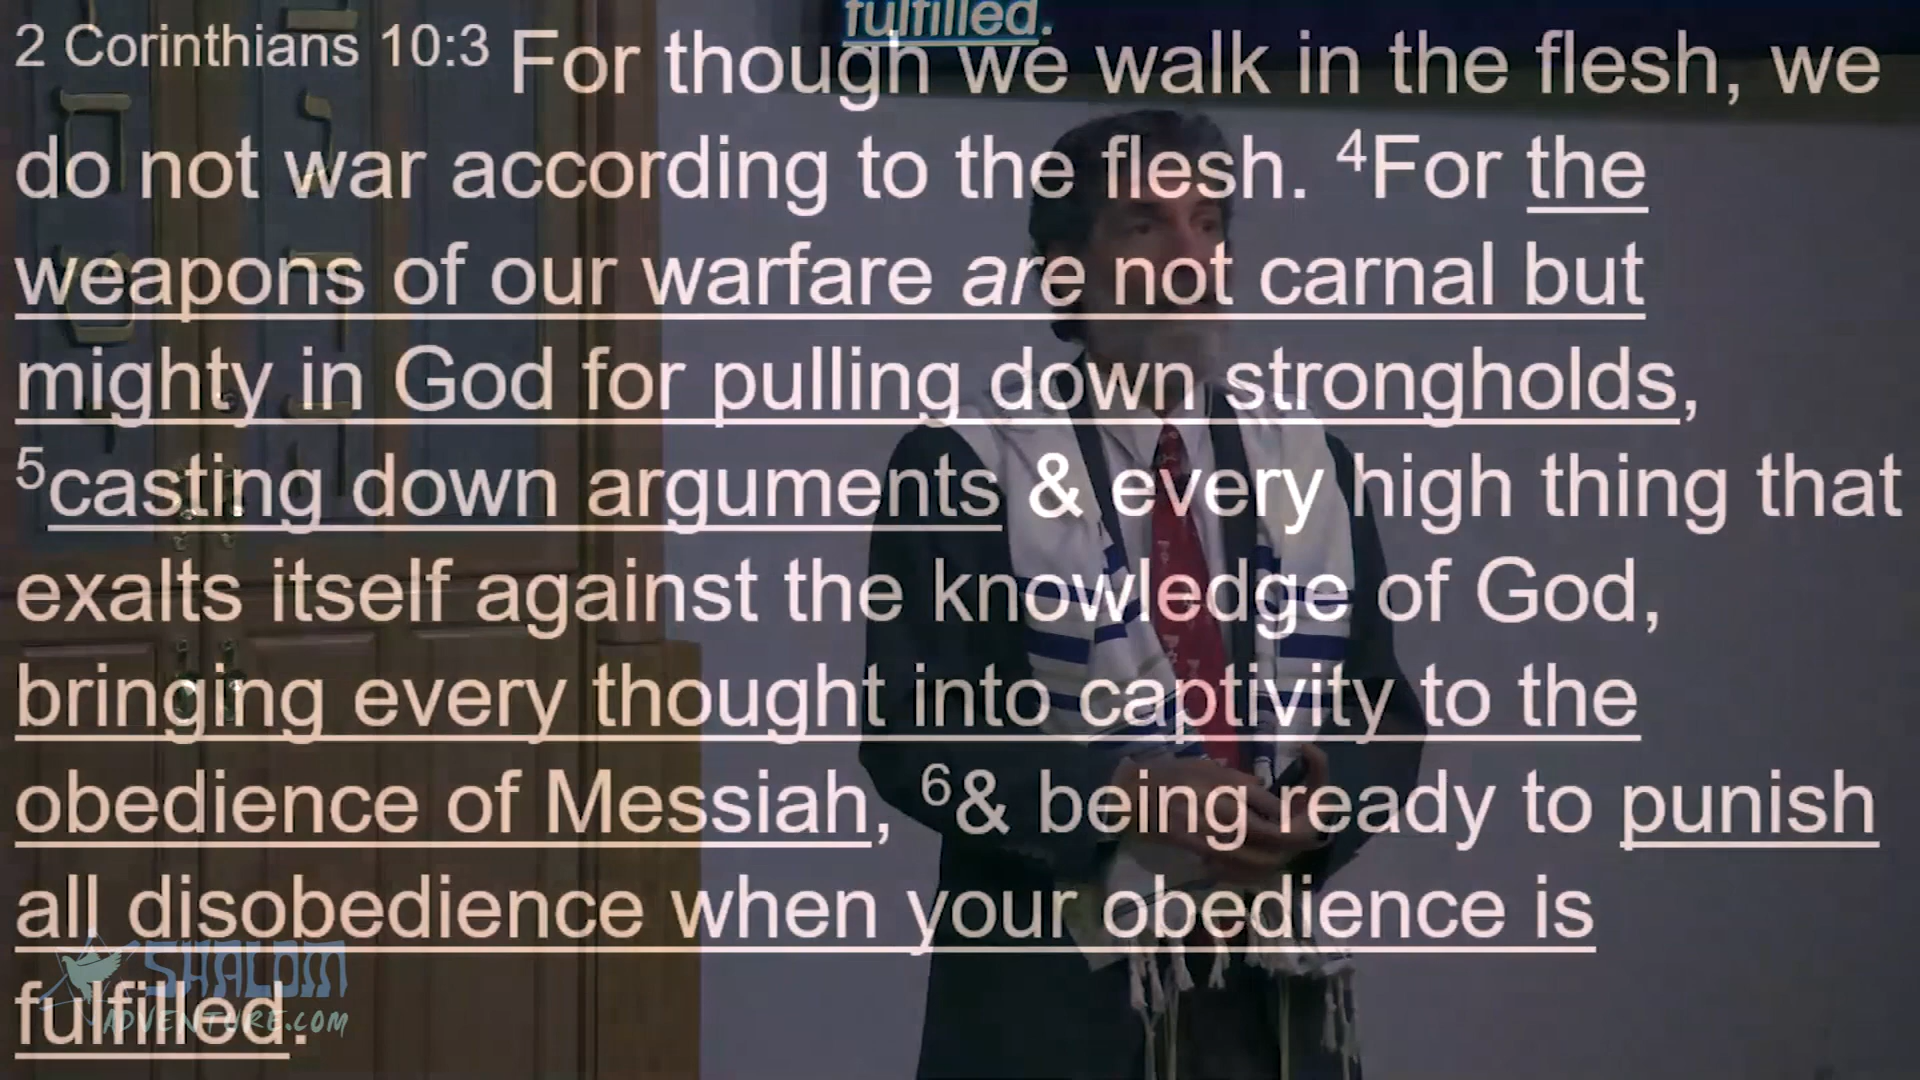 fulfilled.
2 Corinthians 10:3 For though we walk in the flesh, we
do not war according to the flesh. 4For the
weapons of our warfare are not carnal but
mighty in God for pulling down strongholds,
5casting down arguments & every high thing that
exalts itself against the knowledge of God,
bringing every thought into captivity to the
obedience of Messiah, 6& being ready to punish
all disobedience when your obedience is
fulfilled.
SHALOM
ADVENTURE.COM